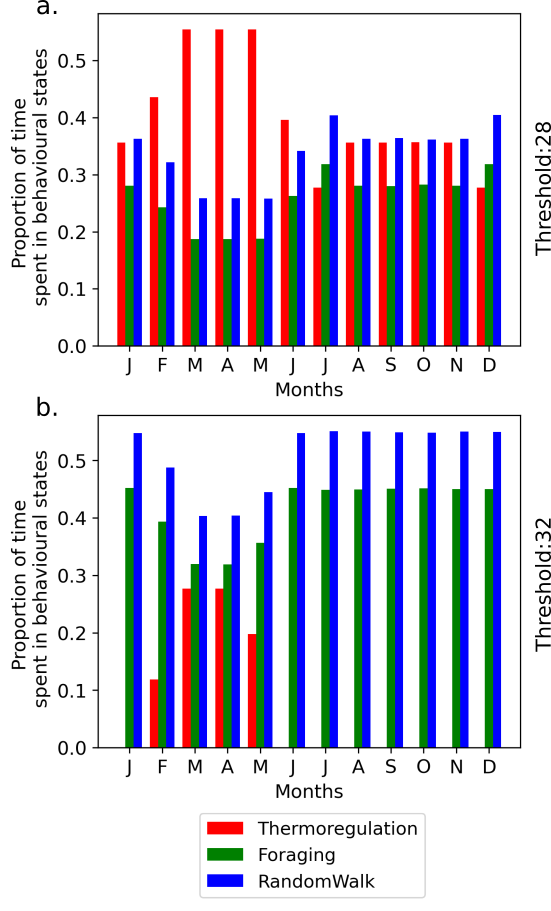 a.
Proportion of time
spent in behavioural states
0.5
0.4
0.3
0.2
0.1
0.0
J F M A M J J A S O N D
Months
Threshold:28
b.
Proportion of time
spent in behavioural states
0.5
0.4
0.3
0.2
0.1
0.0
J F M A M J J A S O N D
Months
Threshold:32
Thermoregulation
Foraging
RandomWalk